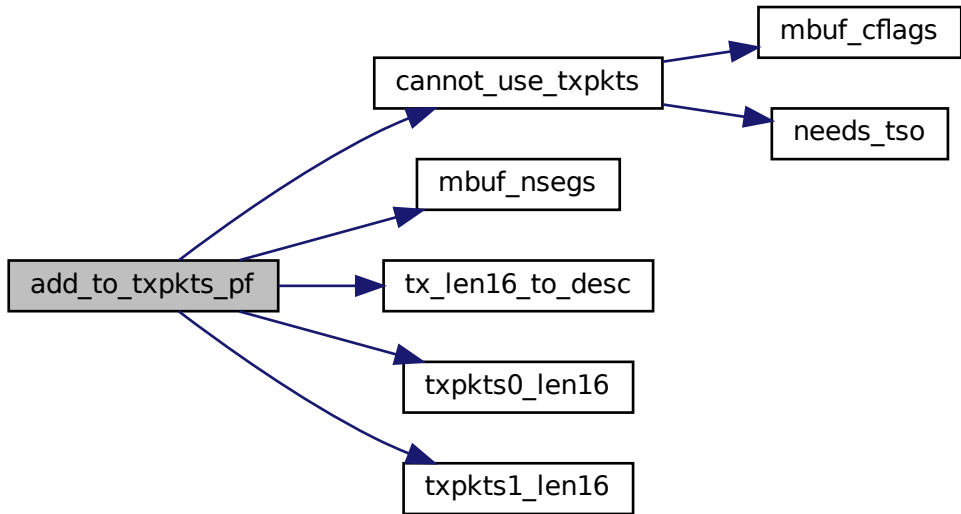 mbuf_cflags
cannot_use_txpkts
needs_tso
mbuf_nsegs
add_to_txpkts_pf
tx_len16_to_desc
txpkts0_len16
txpkts1_len16